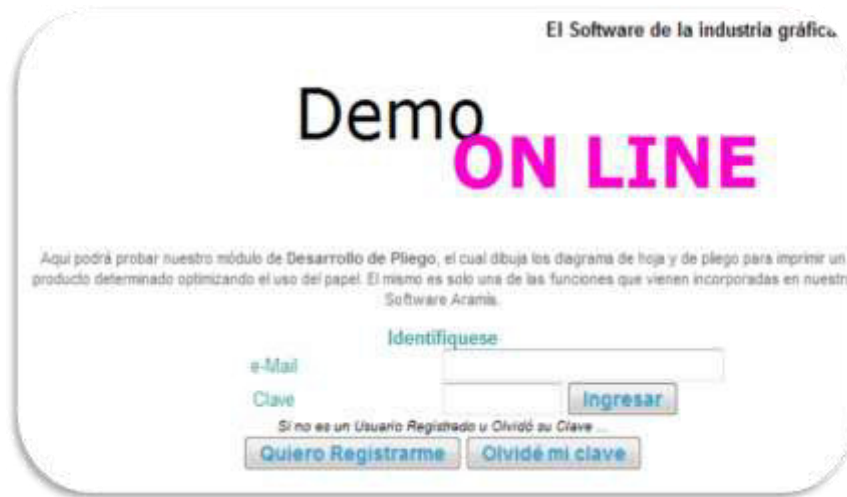 El Software de la industria gráfica
Demo
ON LINE
Aqui podrá probar nuestro módulo de Desarrollo de Pliego, el cual dibuja los diagrama de hoja y de pliego para imprimir un
producto determinado optimizando el uso del papel. El mismo es solo una de las funciones que vienen incorporadas en
Software Aramis.
Identifiquese
e-Mail
Clave
Ingresar
Si no es un Usuario Registrado u Olvidó su Clave ...
Quiero Registrarme
Olvidé mi clave